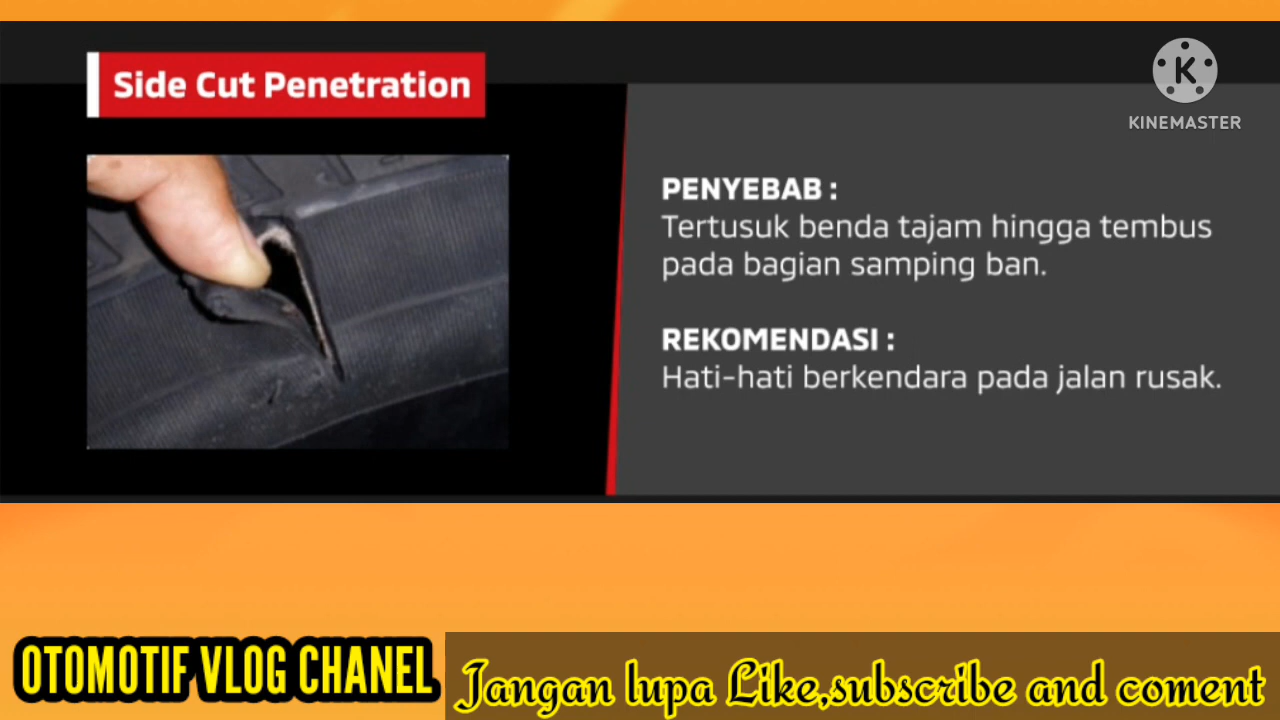 Side Cut Penetration
KINEMASTER
PENYEBAB :
Tertusuk benda tajam hingga tembus
pada bagian samping ban.
REKOMENDASI :
Hati-hati berkendara pada jalan rusak.
OTOMOTIF VLOG CHANEL
Jangan lupa Like,subscribe and coment